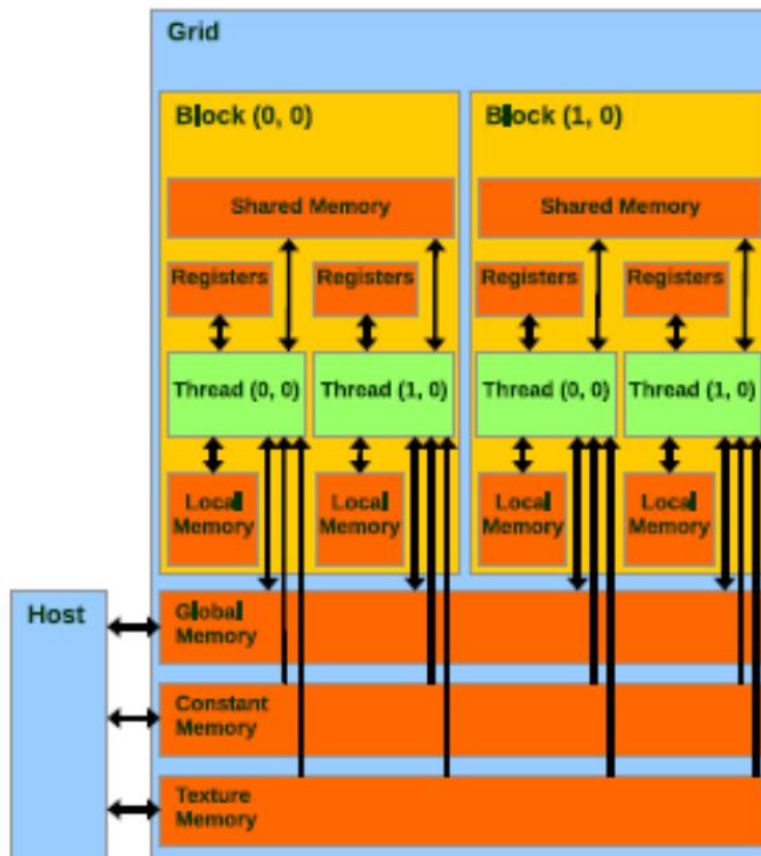 Grid
Block (0, 0)
Block (1, 0)
Shared Memory
Shared Memory
Registers
Registers
Registers
Registers
Thread (0, 0)
Thread (1, 0)
Thread (0, 0)
Thread (1, 0)
Local
Memory
Local
Memory
Local
Memory
Local
Memory
Host
Global
Memory
Constant
Memory
Texture
Memory